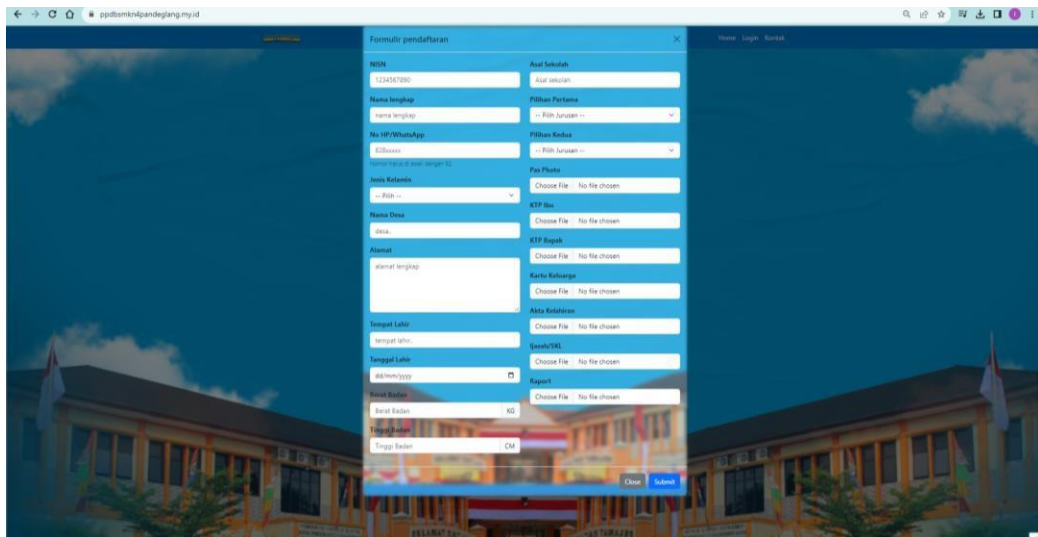 ppdbsmkn4pandeglang.my.id
Home Login Kontak
Formulir pendaftaran
NISN
1234567890
Nama lengkap
nama lengkap
No HP/WhatsApp
628xxxxx
Jenis Kelamin
-- Pilih --
Nama Desa
desa..
Alamat
alamat lengkap
Tempat Lahir
tempat lahir..
Tanggal Lahir
dd/mm/yyyy
Berat Badan
Berat Badan KG
Tinggi Badan
Tinggi Badan CM
Asal Sekolah
Asal sekolah
Pilihan Pertama
-- Pilih Jurusan --
Pilihan Kedua
-- Pilih Jurusan --
Pas Photo
Choose File No file chosen
KTP Ibu
Choose File No file chosen
KTP Bapak
Choose File No file chosen
Kartu Keluarga
Choose File No file chosen
Akta Kelahiran
Choose File No file chosen
Ijazah/SKL
Choose File No file chosen
Raport
Choose File No file chosen
Close Submit
SELAMAT DAT